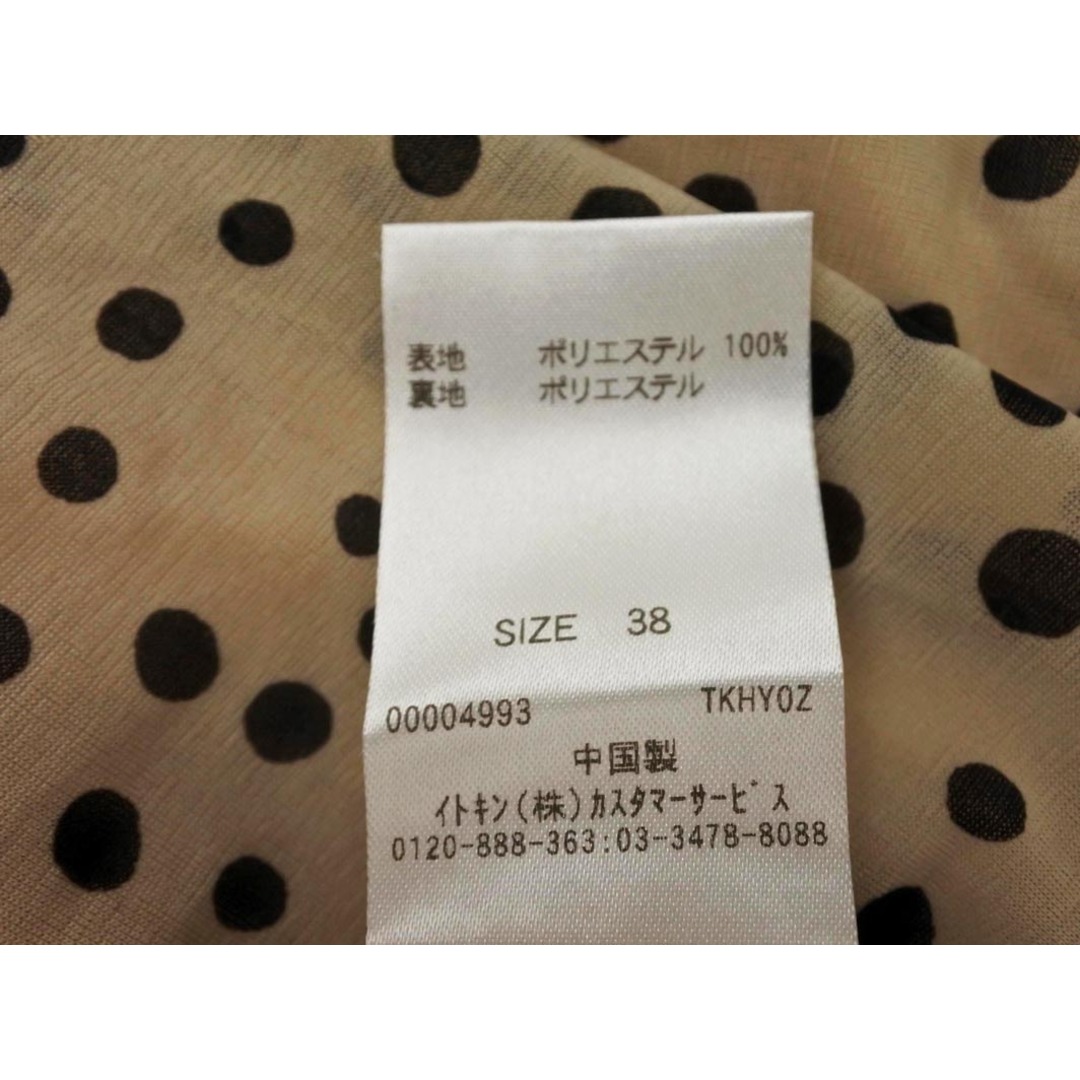 表地 ポリエステル 100%
裏地 ポリエステル
SIZE 38
00004993 TKHY0Z
中国製
ｲﾄｷﾝ(株)ｶｽﾀﾏｰｻｰﾋﾞｽ
0120-888-363:03-3478-8088